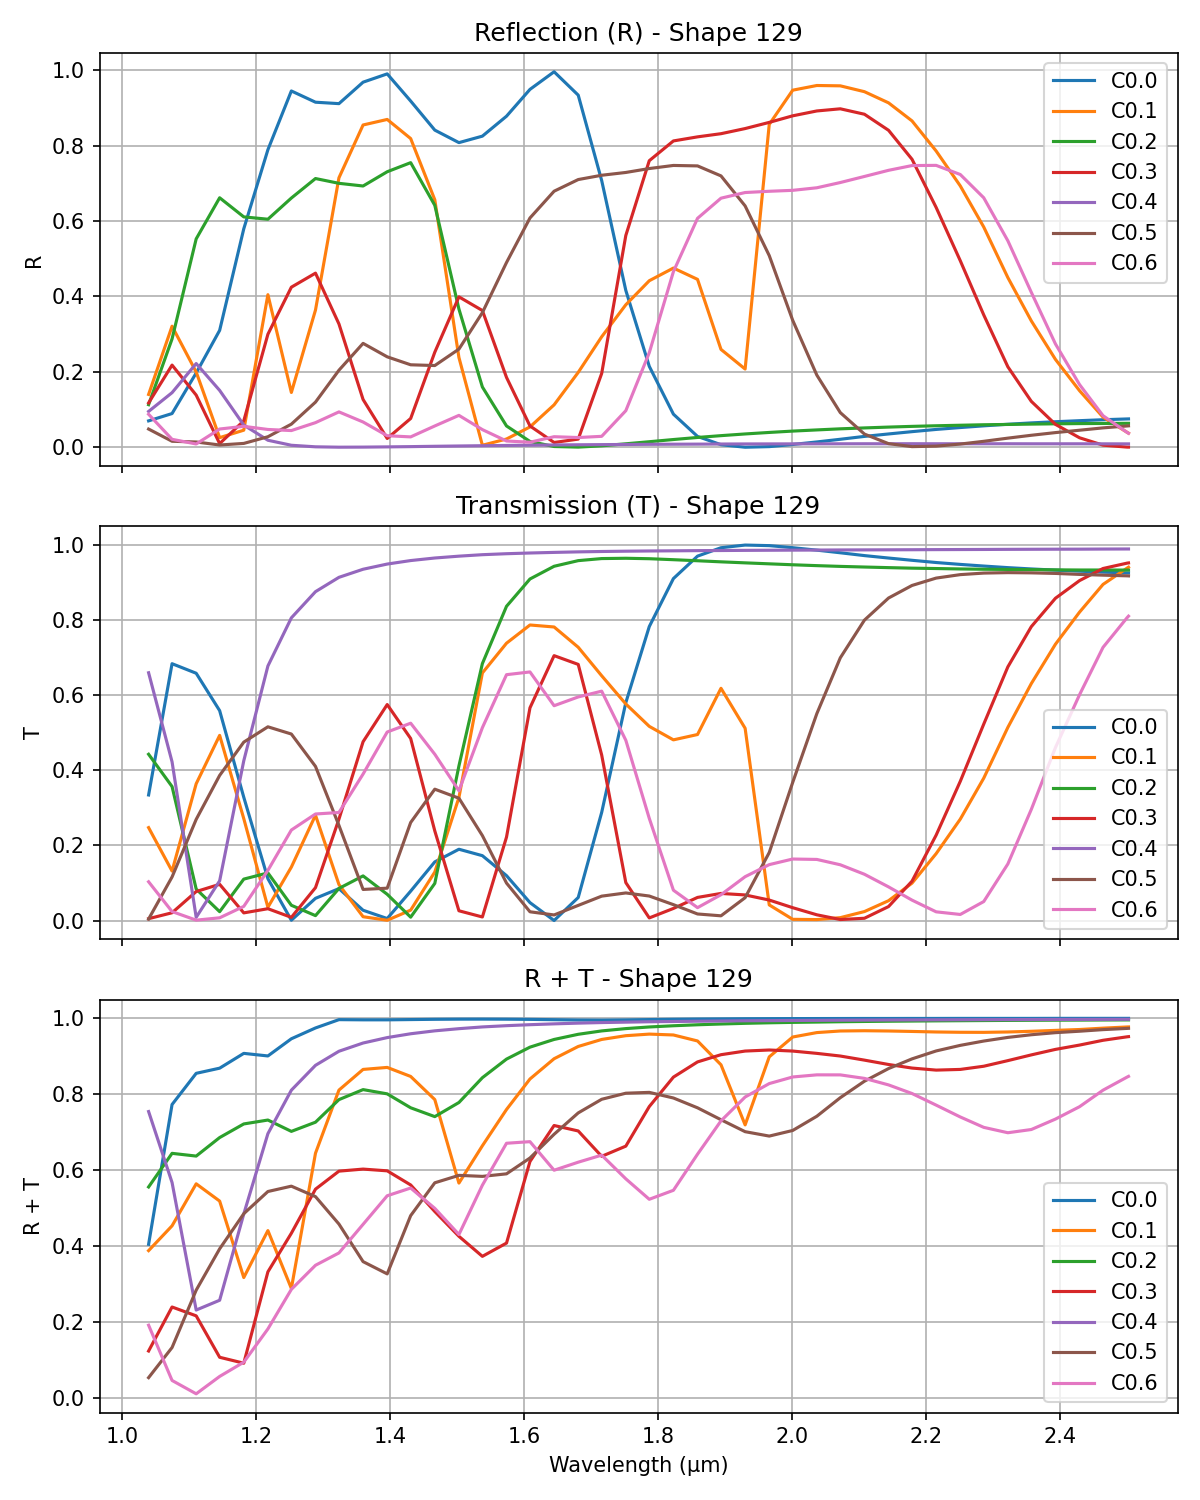 Reflection (R) - Shape 129
1.0
0.8
0.6
0.4
0.2
0.0
R
C0.0
C0.1
C0.2
C0.3
C0.4
C0.5
C0.6
Transmission (T) - Shape 129
1.0
0.8
0.6
0.4
0.2
0.0
T
C0.0
C0.1
C0.2
C0.3
C0.4
C0.5
C0.6
R + T - Shape 129
1.0
0.8
0.6
0.4
0.2
0.0
R + T
C0.0
C0.1
C0.2
C0.3
C0.4
C0.5
C0.6
1.0 1.2 1.4 1.6 1.8 2.0 2.2 2.4
Wavelength (μm)